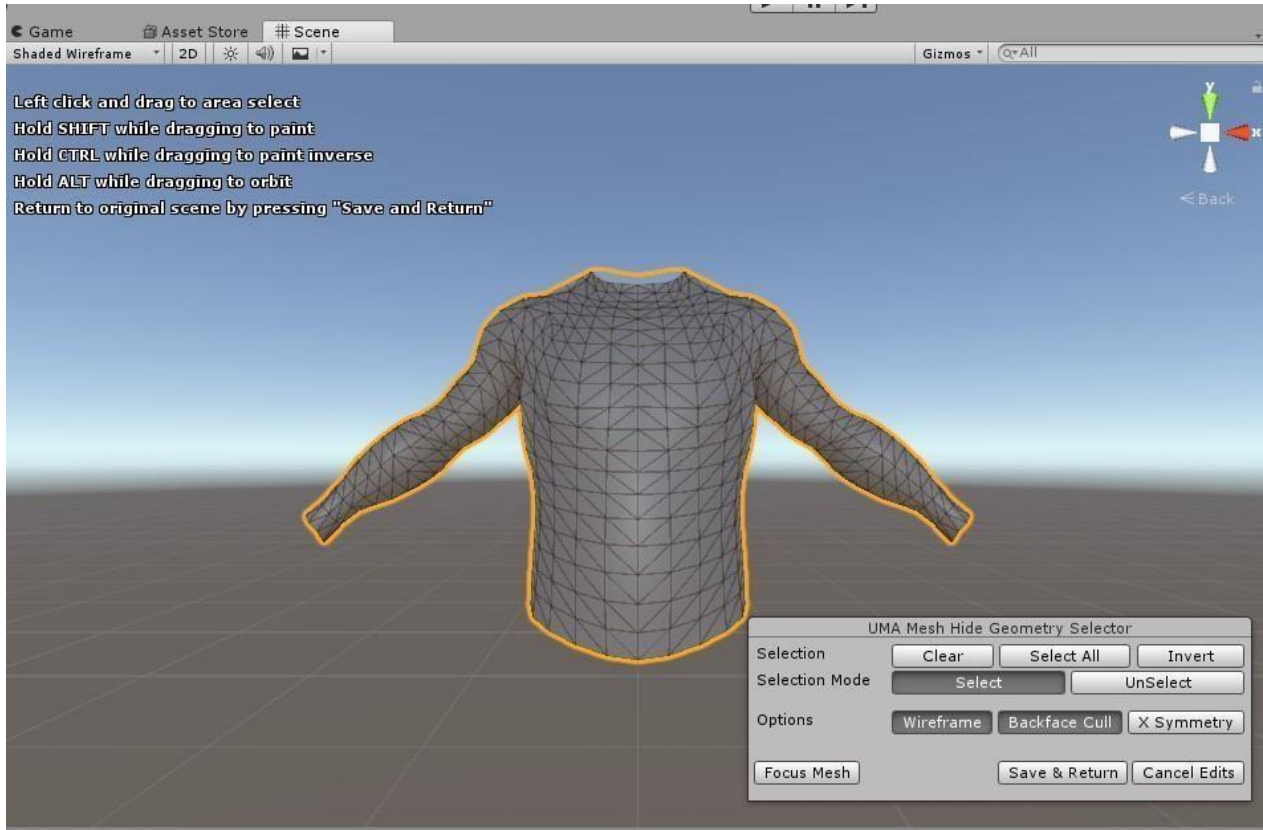 Game Asset Store # Scene
Shaded Wireframe 2D Gizmos All
Left click and drag to area select
Hold SHIFT while dragging to paint
Hold CTRL while dragging to paint inverse
Hold ALT while dragging to orbit
Return to original scene by pressing "Save and Return"
y
x
Back
UMA Mesh Hide Geometry Selector
Selection Clear Select All Invert
Selection Mode Select UnSelect
Options Wireframe Backface Cull X Symmetry
Focus Mesh Save & Return Cancel Edits